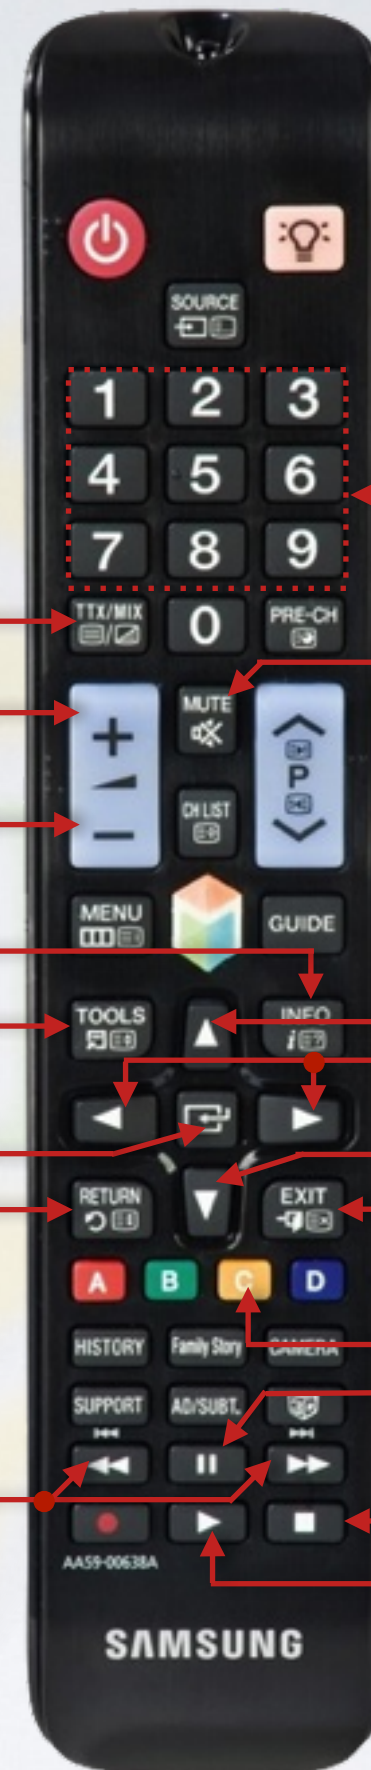 SOURCE
1 2 3
4 5 6
7 8 9
TTX/MIX 0 PRE-CH
MUTE
P
CH LIST
MENU GUIDE
TOOLS INFO
RETURN EXIT
A B C D
HISTORY Family Story CAMERA
SUPPORT AD/SUBT.
AA59-00638A
SAMSUNG